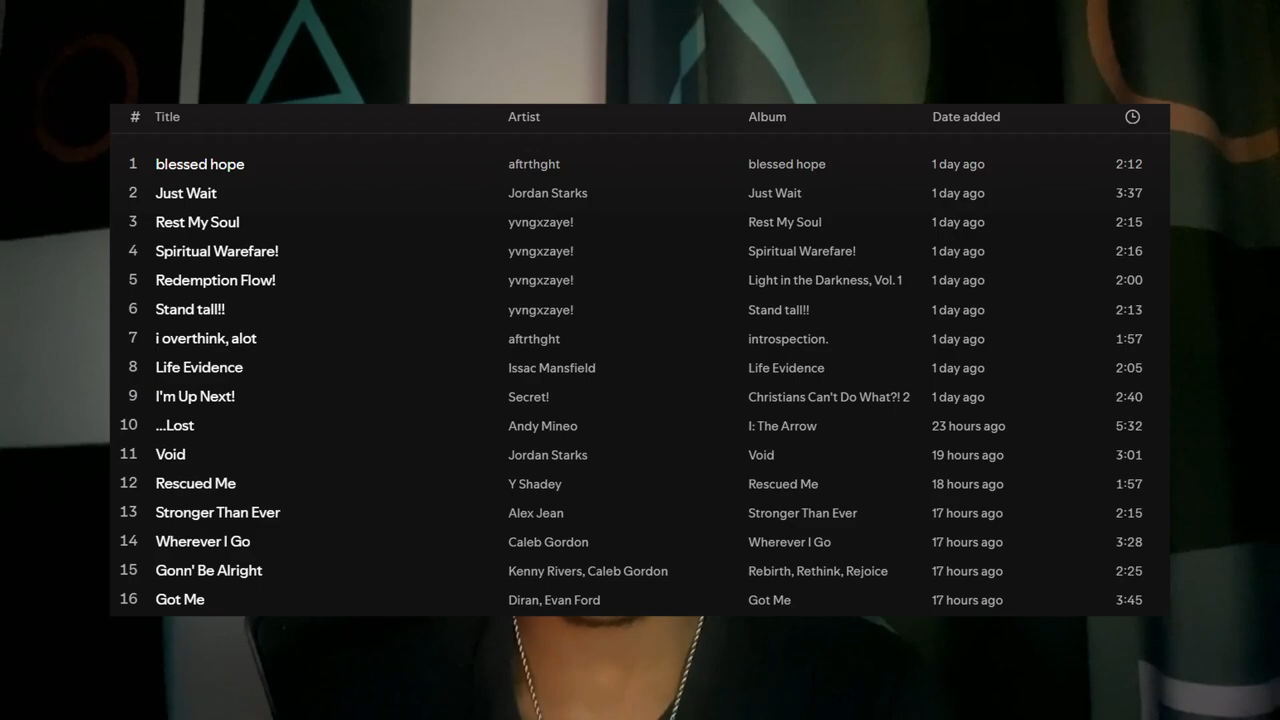 # Title Artist Album Date added
1 blessed hope aftrthght blessed hope 1 day ago 2:12
2 Just Wait Jordan Starks Just Wait 1 day ago 3:37
3 Rest My Soul yvngxzaye! Rest My Soul 1 day ago 2:15
4 Spiritual Warefare! yvngxzaye! Spiritual Warefare! 1 day ago 2:16
5 Redemption Flow! yvngxzaye! Light in the Darkness, Vol. 1 1 day ago 2:00
6 Stand tall!! yvngxzaye! Stand tall!! 1 day ago 2:13
7 i overthink, alot aftrthght introspection. 1 day ago 1:57
8 Life Evidence Issac Mansfield Life Evidence 1 day ago 2:05
9 I'm Up Next! Secret! Christians Can't Do What?! 2 1 day ago 2:40
10 ...Lost Andy Mineo I: The Arrow 23 hours ago 5:32
11 Void Jordan Starks Void 19 hours ago 3:01
12 Rescued Me Y Shadey Rescued Me 18 hours ago 1:57
13 Stronger Than Ever Alex Jean Stronger Than Ever 17 hours ago 2:15
14 Wherever I Go Caleb Gordon Wherever I Go 17 hours ago 3:28
15 Gonn' Be Alright Kenny Rivers, Caleb Gordon Rebirth, Rethink, Rejoice 17 hours ago 2:25
16 Got Me Diran, Evan Ford Got Me 17 hours ago 3:45